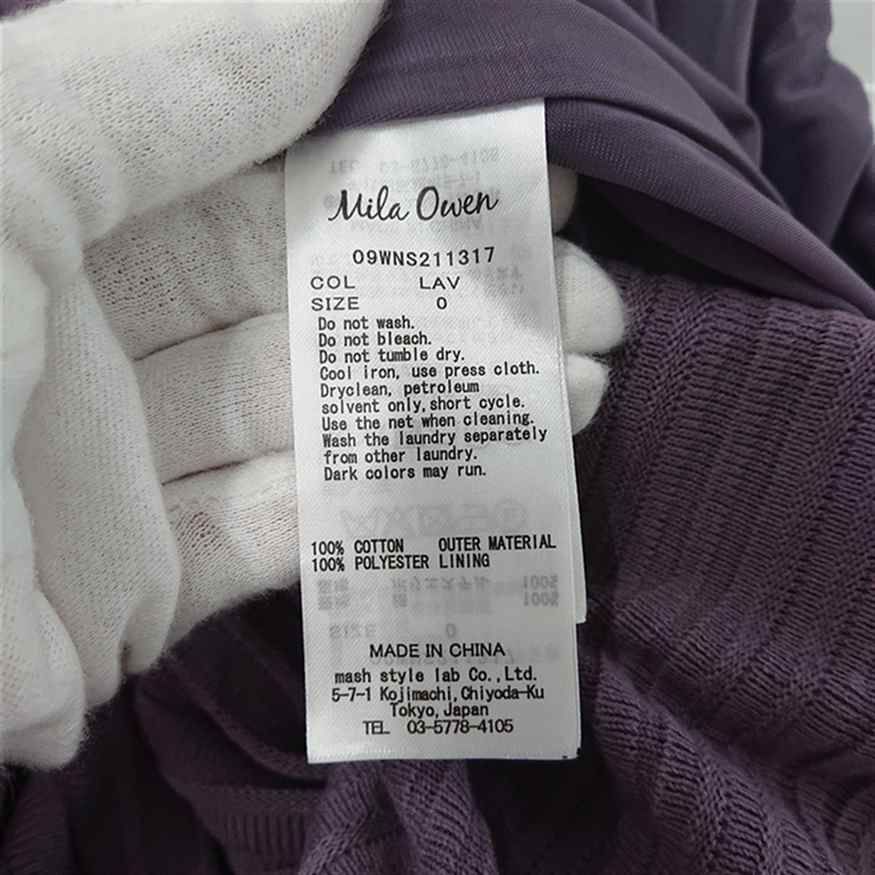 Mila Owen
09WNS211317
COL LAV
SIZE 0
Do not wash.
Do not bleach.
Do not tumble dry.
Cool iron, use press cloth.
Dryclean, petroleum
solvent only,short cycle.
Use the net when cleaning.
Wash the laundry separately
from other laundry.
Dark colors may run.
100% COTTON OUTER MATERIAL
100% POLYESTER LINING
MADE IN CHINA
mash style lab Co.,Ltd.
5-7-1 Kojimachi,Chiyoda-Ku
Tokyo,Japan
TEL 03-5778-4105